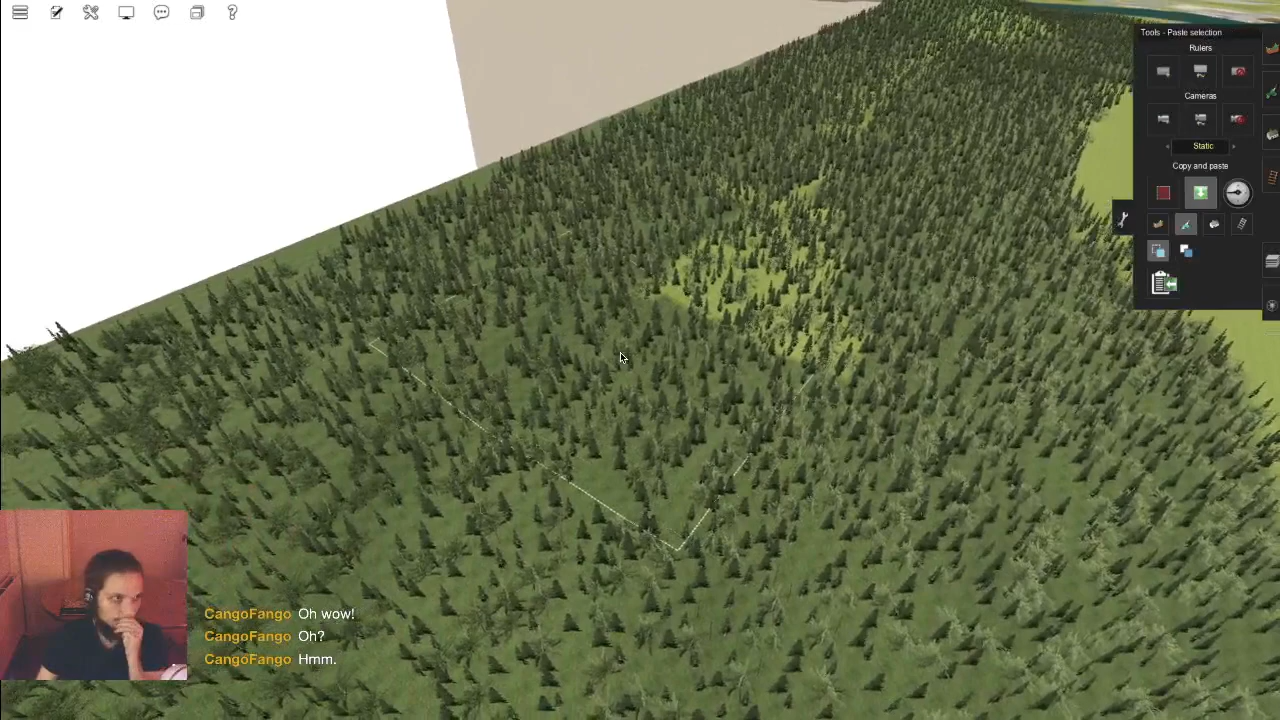 Tools - Paste selection
Rulers
Cameras
Static
Copy and paste
CangoFango Oh wow!
CangoFango Oh?
CangoFango Hmm.